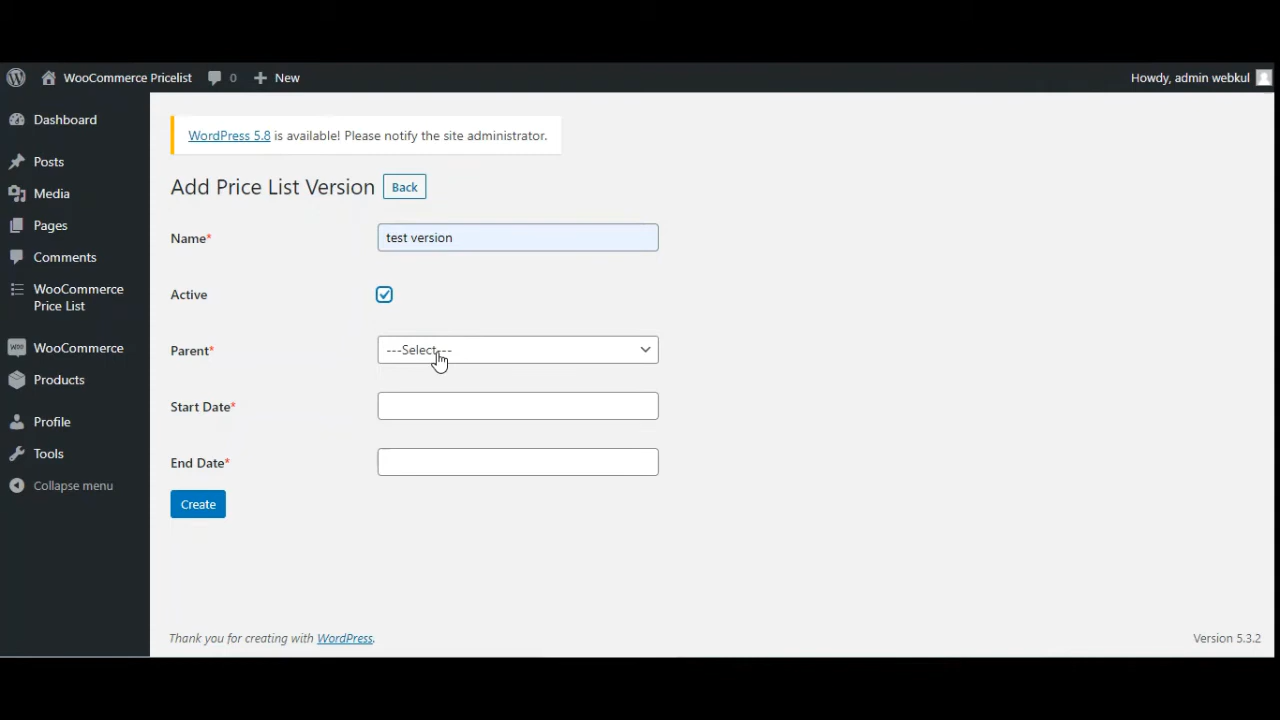 WooCommerce Pricelist 0 New Howdy, admin webkul
Dashboard
Posts
Media
Pages
Comments
WooCommerce
Price List
WOO WooCommerce
Products
Profile
Tools
Collapse menu
WordPress 5.8 is available! Please notify the site administrator.
Add Price List Version Back
Name* test version
Active
Parent* ---Select---
Start Date*
End Date*
Create
Thank you for creating with WordPress. Version 5.3.2